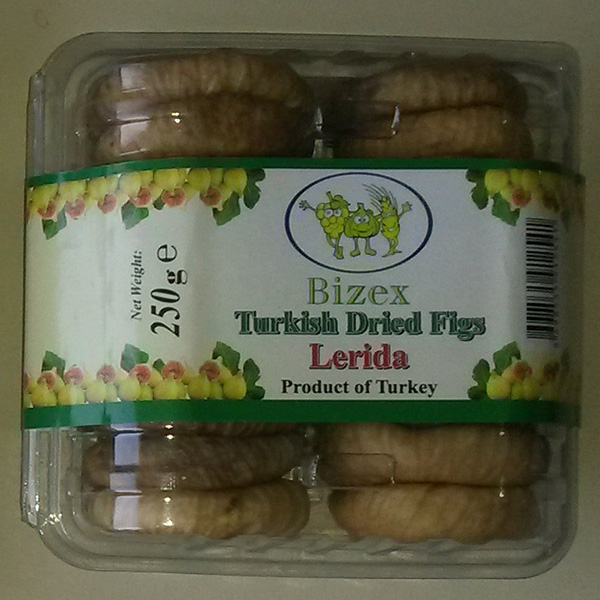 Net Weight:
250g e
Bizex
Turkish Dried Figs
Lerida
Product of Turkey